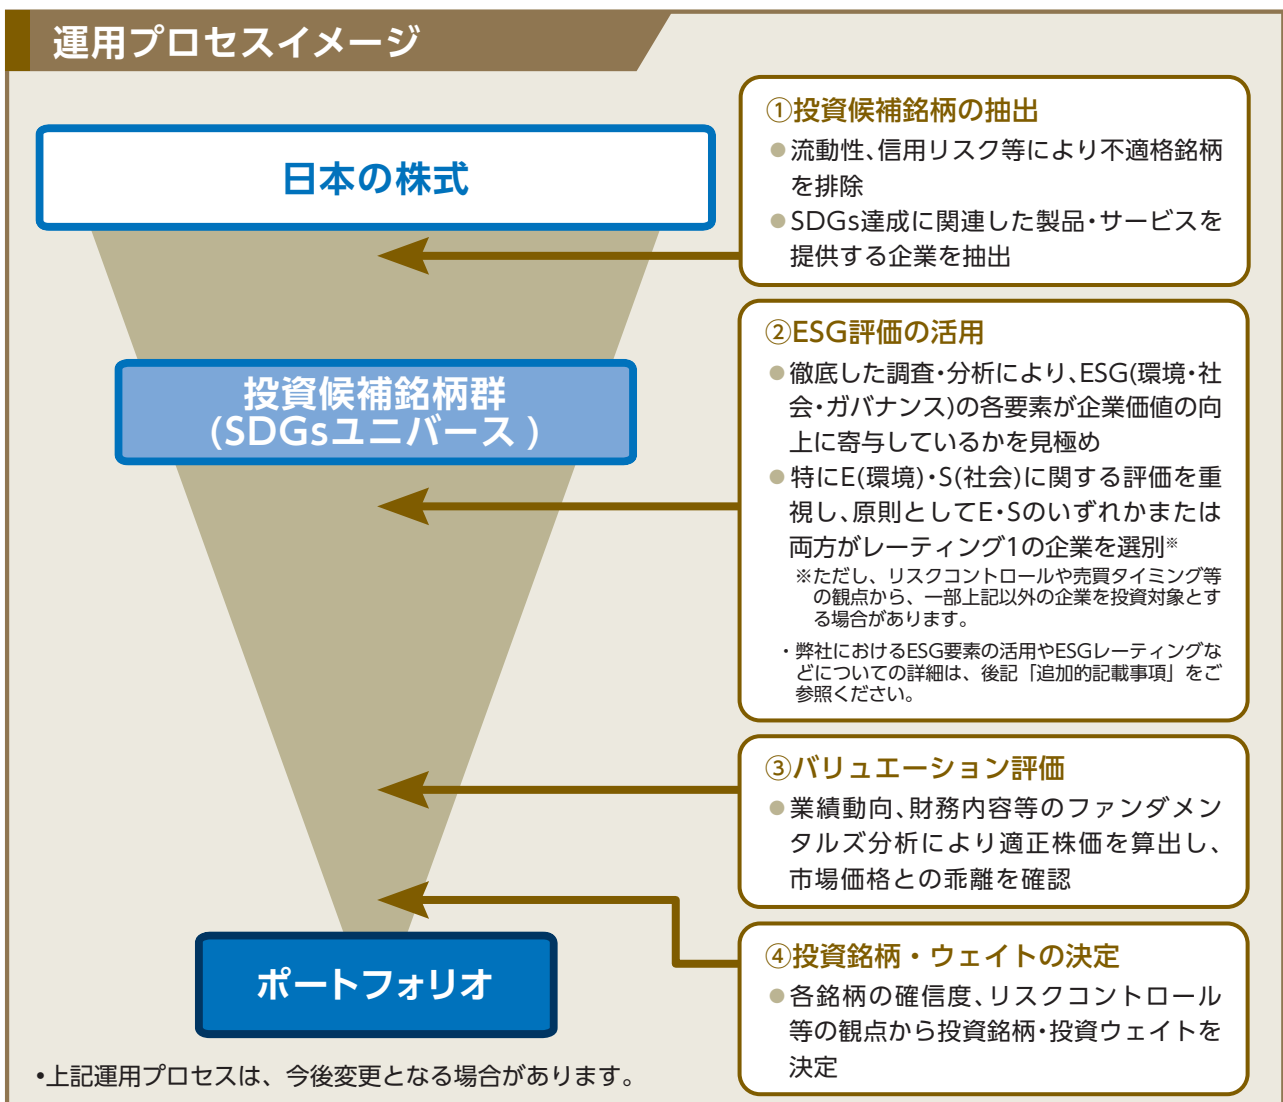 運用プロセスイメージ
日本の株式
投資候補銘柄群
(SDGsユニバース )
ポートフォリオ
•上記運用プロセスは、今後変更となる場合があります。
①投資候補銘柄の抽出
●流動性、信用リスク等により不適格銘柄
を排除
●SDGs達成に関連した製品・サービスを
提供する企業を抽出
②ESG評価の活用
●徹底した調査・分析により、ESG(環境・社
会・ガバナンス)の各要素が企業価値の向
上に寄与しているかを見極め
●特にE(環境)・S(社会)に関する評価を重
視し、原則としてE・Sのいずれかまたは
両方がレーティング1の企業を選別※
※ただし、リスクコントロールや売買タイミング等
の観点から、一部上記以外の企業を投資対象とす
る場合があります。
・弊社におけるESG要素の活用やESGレーティングな
どについての詳細は、後記「追加的記載事項」をご
参照ください。
③バリュエーション評価
●業績動向、財務内容等のファンダメン
タルズ分析により適正株価を算出し、
市場価格との乖離を確認
④投資銘柄・ウェイトの決定
●各銘柄の確信度、リスクコントロール
等の観点から投資銘柄・投資ウェイトを
決定